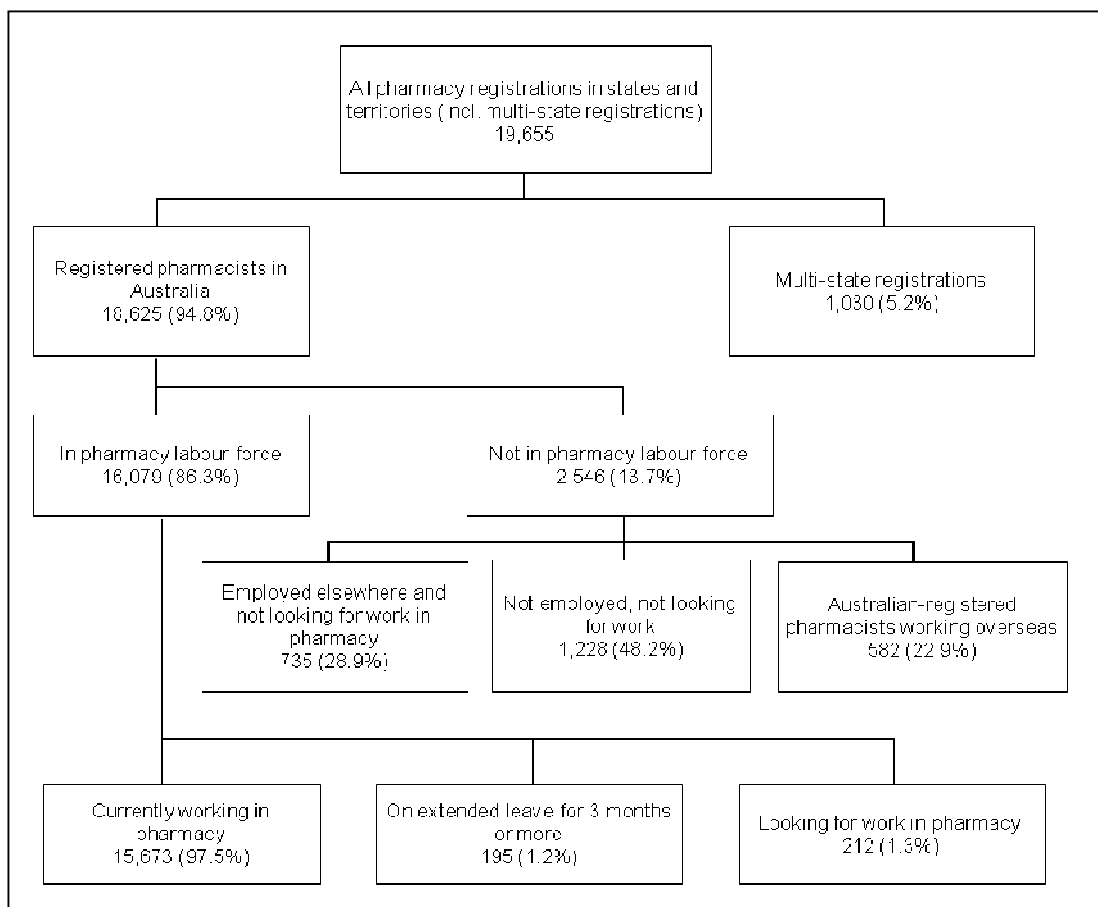 All pharmacy registrations in states and
territories (incl. multi-state registrations)
19,655
Registered pharmacists in
Australia
18,625 (94.8%)
Multi-state registrations
1,030 (5.2%)
In pharmacy labour force
16,079 (86.3%)
Not in pharmacy labour force
2,546 (13.7%)
Employed elsewhere and
not looking for work in
pharmacy
735 (28.9%)
Not employed, not looking
for work
1,228 (48.2%)
Australian-registered
pharmacists working overseas
582 (22.9%)
Currently working in
pharmacy
15,673 (97.5%)
On extended leave for 3 months
or more
195 (1.2%)
Looking for work in pharmacy
212 (1.3%)